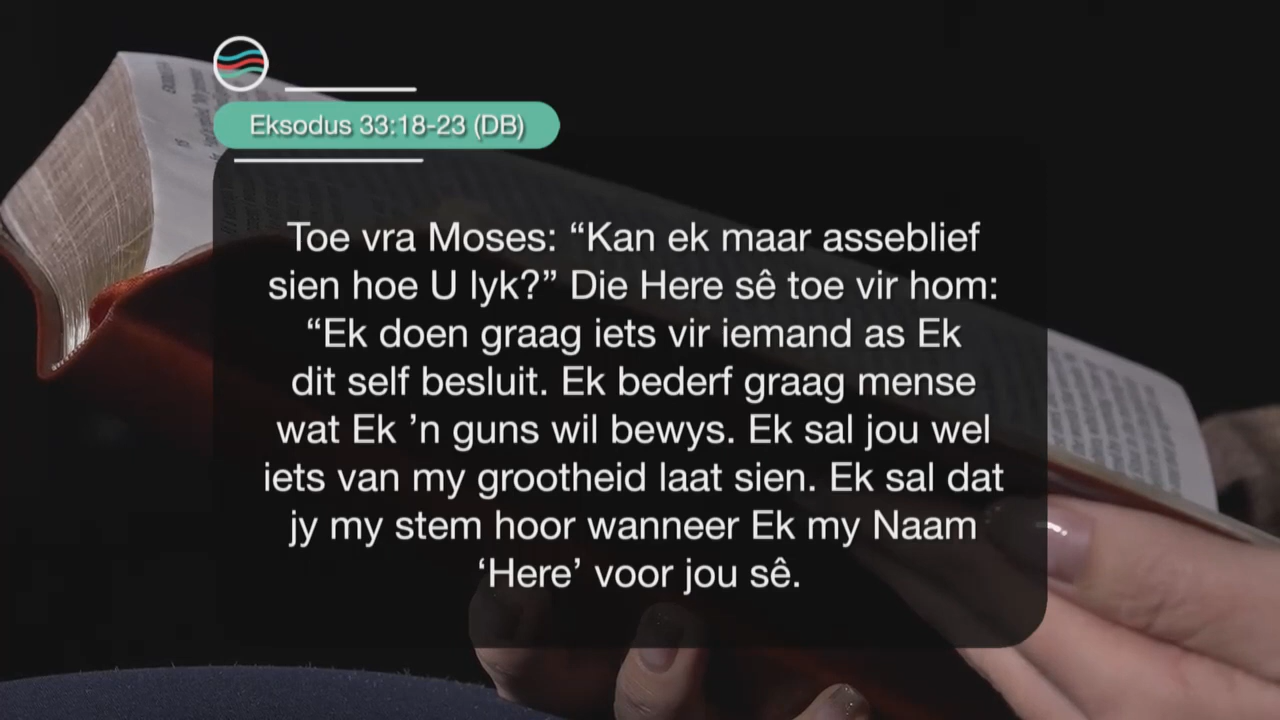 Eksodus 33:18-23 (DB)
Toe vra Moses: “Kan ek maar asseblief
sien hoe U lyk?” Die Here sê toe vir hom:
“Ek doen graag iets vir iemand as Ek
dit self besluit. Ek bederf graag mense
wat Ek ’n guns wil bewys. Ek sal jou wel
iets van my grootheid laat sien. Ek sal dat
jy my stem hoor wanneer Ek my Naam
‘Here’ voor jou sê.